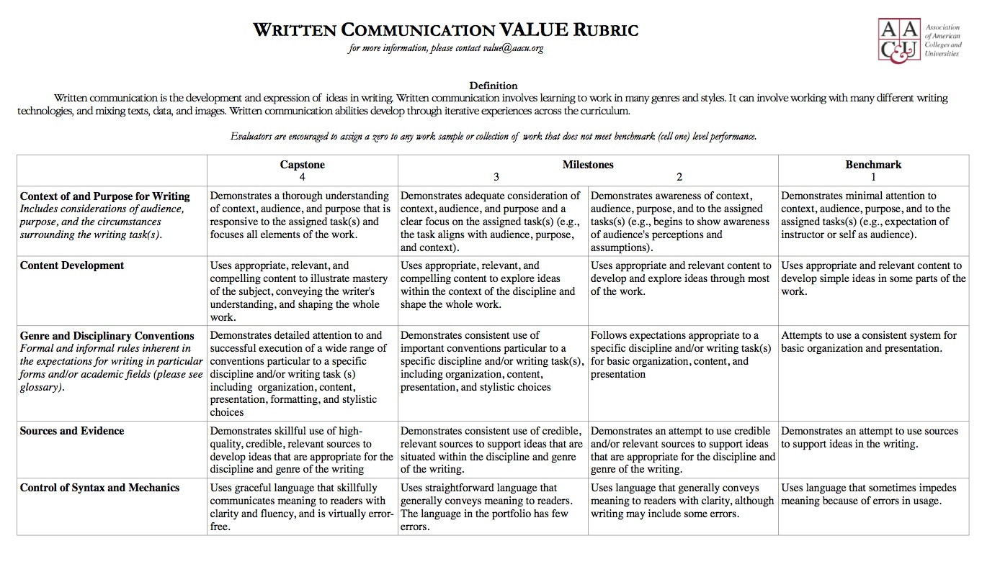 WRITTEN COMMUNICATION VALUE RUBRIC
for more information, please contact value@aacu.org
AA
C&U
Association
of American
Colleges and
Universities
Definition
Written communication is the development and expression of ideas in writing. Written communication involves learning to work in many genres and styles. It can involve working with many different writing
technologies, and mixing texts, data, and images. Written communication abilities develop through iterative experiences across the curriculum.
Evaluators are encouraged to assign a zero to any work sample or collection of work that does not meet benchmark (cell one) level performance.
Capstone
4
Milestones
3 2
Benchmark
1
Context of and Purpose for Writing
Includes considerations of audience,
purpose, and the circumstances
surrounding the writing task(s).
Demonstrates a thorough understanding
of context, audience, and purpose that is
responsive to the assigned task(s) and
focuses all elements of the work.
Demonstrates adequate consideration of
context, audience, and purpose and a
clear focus on the assigned task(s) (e.g.,
the task aligns with audience, purpose,
and context).
Demonstrates awareness of context,
audience, purpose, and to the assigned
tasks(s) (e.g., begins to show awareness
of audience's perceptions and
assumptions).
Demonstrates minimal attention to
context, audience, purpose, and to the
assigned tasks(s) (e.g., expectation of
instructor or self as audience).
Content Development
Uses appropriate, relevant, and
compelling content to illustrate mastery
of the subject, conveying the writer's
understanding, and shaping the whole
work.
Uses appropriate, relevant, and
compelling content to explore ideas
within the context of the discipline and
shape the whole work.
Uses appropriate and relevant content to
develop and explore ideas through most
of the work.
Uses appropriate and relevant content to
develop simple ideas in some parts of the
work.
Genre and Disciplinary Conventions
Formal and informal rules inherent in
the expectations for writing in particular
forms and/or academic fields (please see
glossary).
Demonstrates detailed attention to and
successful execution of a wide range of
conventions particular to a specific
discipline and/or writing task (s)
including organization, content,
presentation, formatting, and stylistic
choices
Demonstrates consistent use of
important conventions particular to a
specific discipline and/or writing task(s),
including organization, content,
presentation, and stylistic choices
Follows expectations appropriate to a
specific discipline and/or writing task(s)
for basic organization, content, and
presentation
Attempts to use a consistent system for
basic organization and presentation.
Sources and Evidence
Demonstrates skillful use of high-
quality, credible, relevant sources to
develop ideas that are appropriate for the
discipline and genre of the writing
Demonstrates consistent use of credible,
relevant sources to support ideas that are
situated within the discipline and genre
of the writing.
Demonstrates an attempt to use credible
and/or relevant sources to support ideas
that are appropriate for the discipline and
genre of the writing.
Demonstrates an attempt to use sources
to support ideas in the writing.
Control of Syntax and Mechanics
Uses graceful language that skillfully
communicates meaning to readers with
clarity and fluency, and is virtually error-
free.
Uses straightforward language that
generally conveys meaning to readers.
The language in the portfolio has few
errors.
Uses language that generally conveys
meaning to readers with clarity, although
writing may include some errors.
Uses language that sometimes impedes
meaning because of errors in usage.